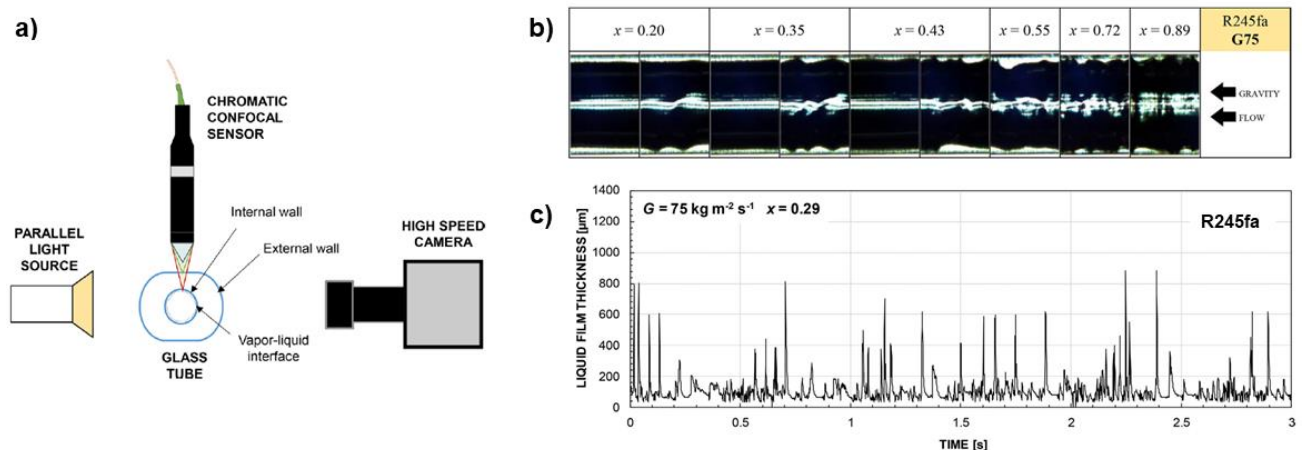 a)
CHROMATIC
CONFOCAL
SENSOR
Internal wall
External wall
PARALLEL
LIGHT
SOURCE
HIGH SPEED
CAMERA
Vapor-liquid
interface
GLASS
TUBE
b)
x = 0.20
x = 0.35
x = 0.43
x = 0.55
x = 0.72
x = 0.89
R245fa
G75
GRAVITY
FLOW
c)
LIQUID FILM THICKNESS [µm]
1400
1200
1000
800
600
400
200
0
G = 75 kg m⁻² s⁻¹ x = 0.29
R245fa
0 0.5 1 1.5 2 2.5 3
TIME [s]